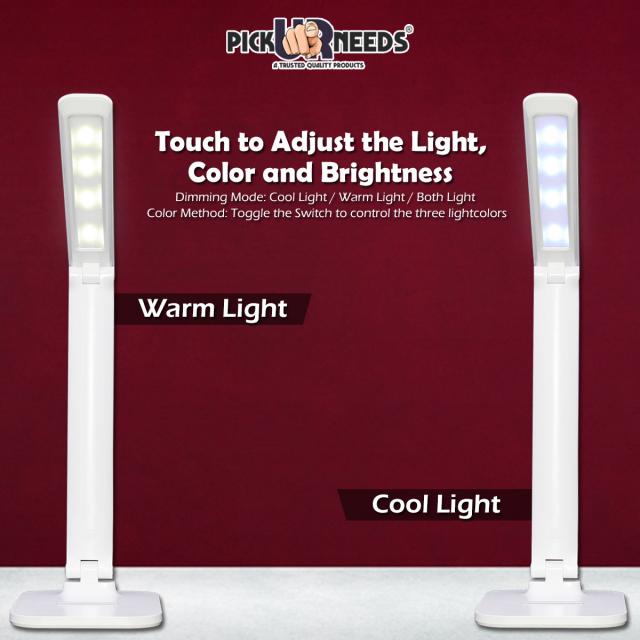 PICK UR NEEDS®
A TRUSTED QUALITY PRODUCTS
Touch to Adjust the Light,
Color and Brightness
Dimming Mode: Cool Light / Warm Light / Both Light
Color Method: Toggle the Switch to control the three lightcolors
Warm Light
Cool Light